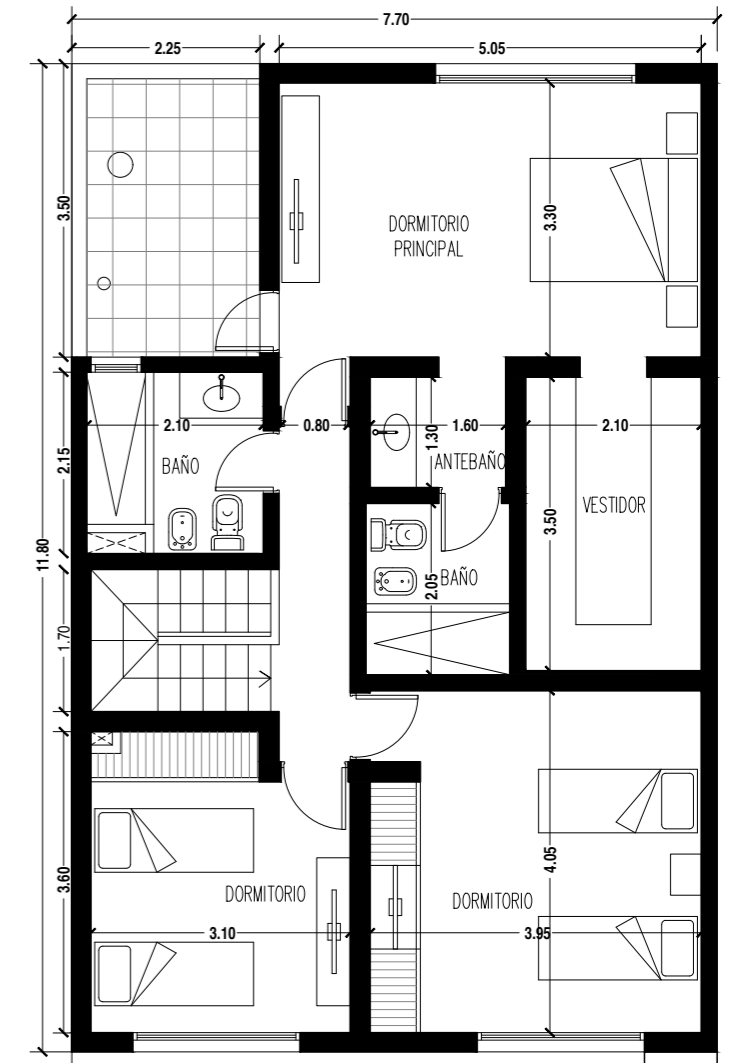 7.70
2.25
5.05
3.50
3.30
DORMITORIO
PRINCIPAL
2.15
2.10
0.80
1.30
1.60
2.10
BAÑO
ANTEBAÑO
VESTIDOR
3.50
11.80
2.05
BAÑO
1.70
3.60
4.05
DORMITORIO
DORMITORIO
3.10
3.95